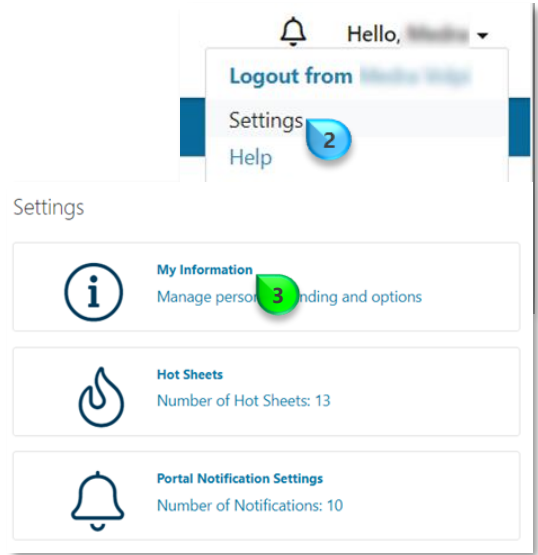 Hello,
Logout from
Settings
2
Help
Settings
My Information
Manage perso 3 nding and options
Hot Sheets
Number of Hot Sheets: 13
Portal Notification Settings
Number of Notifications: 10